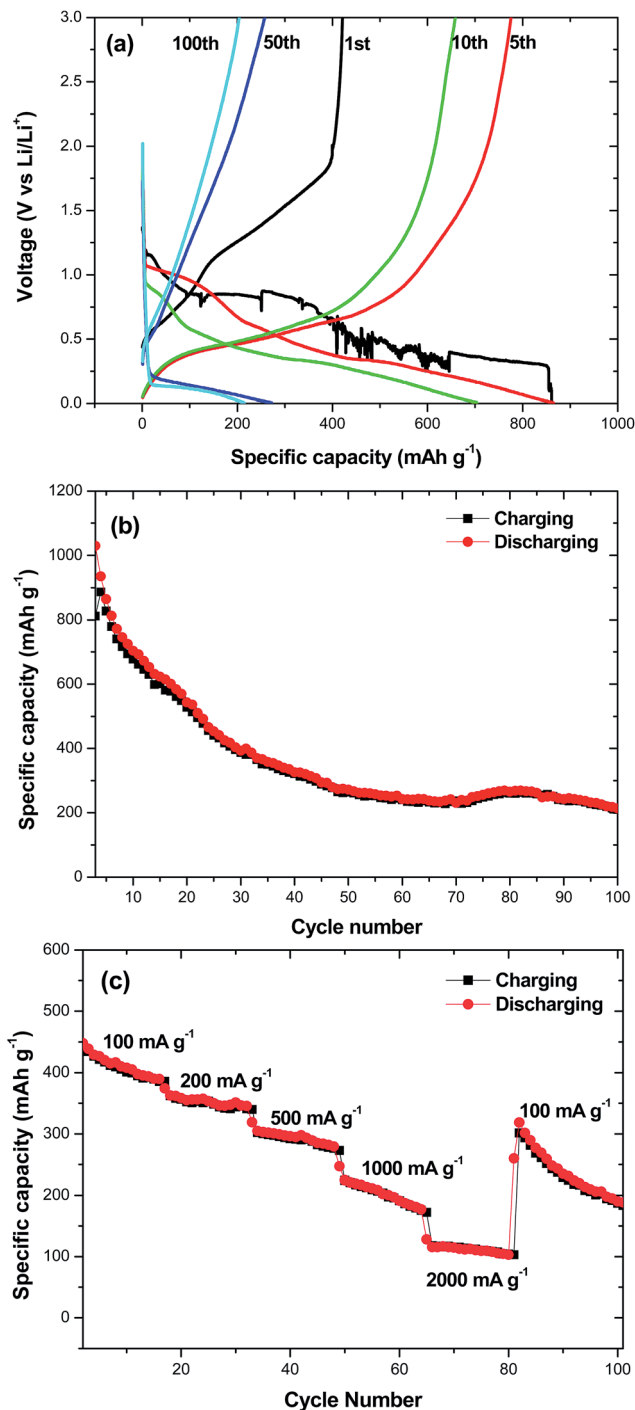 (a)
100th 50th 1st 10th 5th
3.0
2.5
2.0
1.5
1.0
0.5
0.0
Voltage (V vs Li/Li⁺)
0 200 400 600 800 1000
Specific capacity (mAh g⁻¹)
(b)
Charging
Discharging
1200
1000
800
600
400
200
0
Specific capacity (mAh g⁻¹)
10 20 30 40 50 60 70 80 90 100
Cycle number
(c)
Charging
Discharging
600
500
400
300
200
100
0
Specific capacity (mAh g⁻¹)
100 mA g⁻¹
200 mA g⁻¹
500 mA g⁻¹
1000 mA g⁻¹
2000 mA g⁻¹
100 mA g⁻¹
20 40 60 80 100
Cycle Number